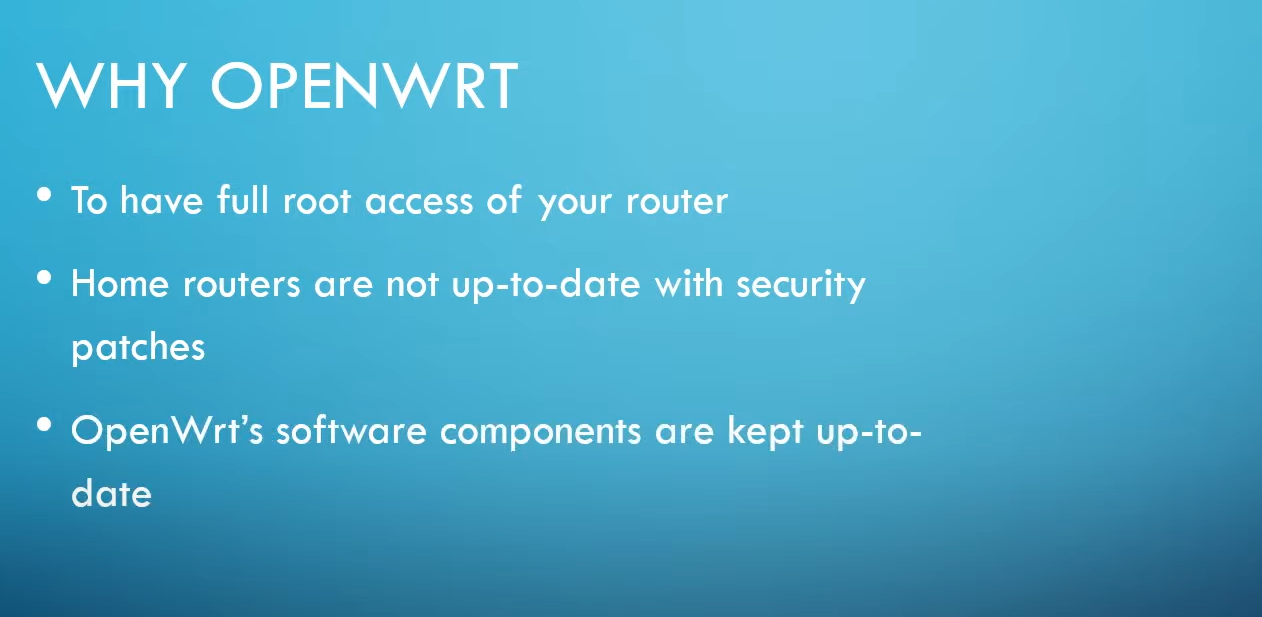 WHY OPENWRT
• To have full root access of your router
• Home routers are not up-to-date with security
patches
• OpenWrt’s software components are kept up-to-
date